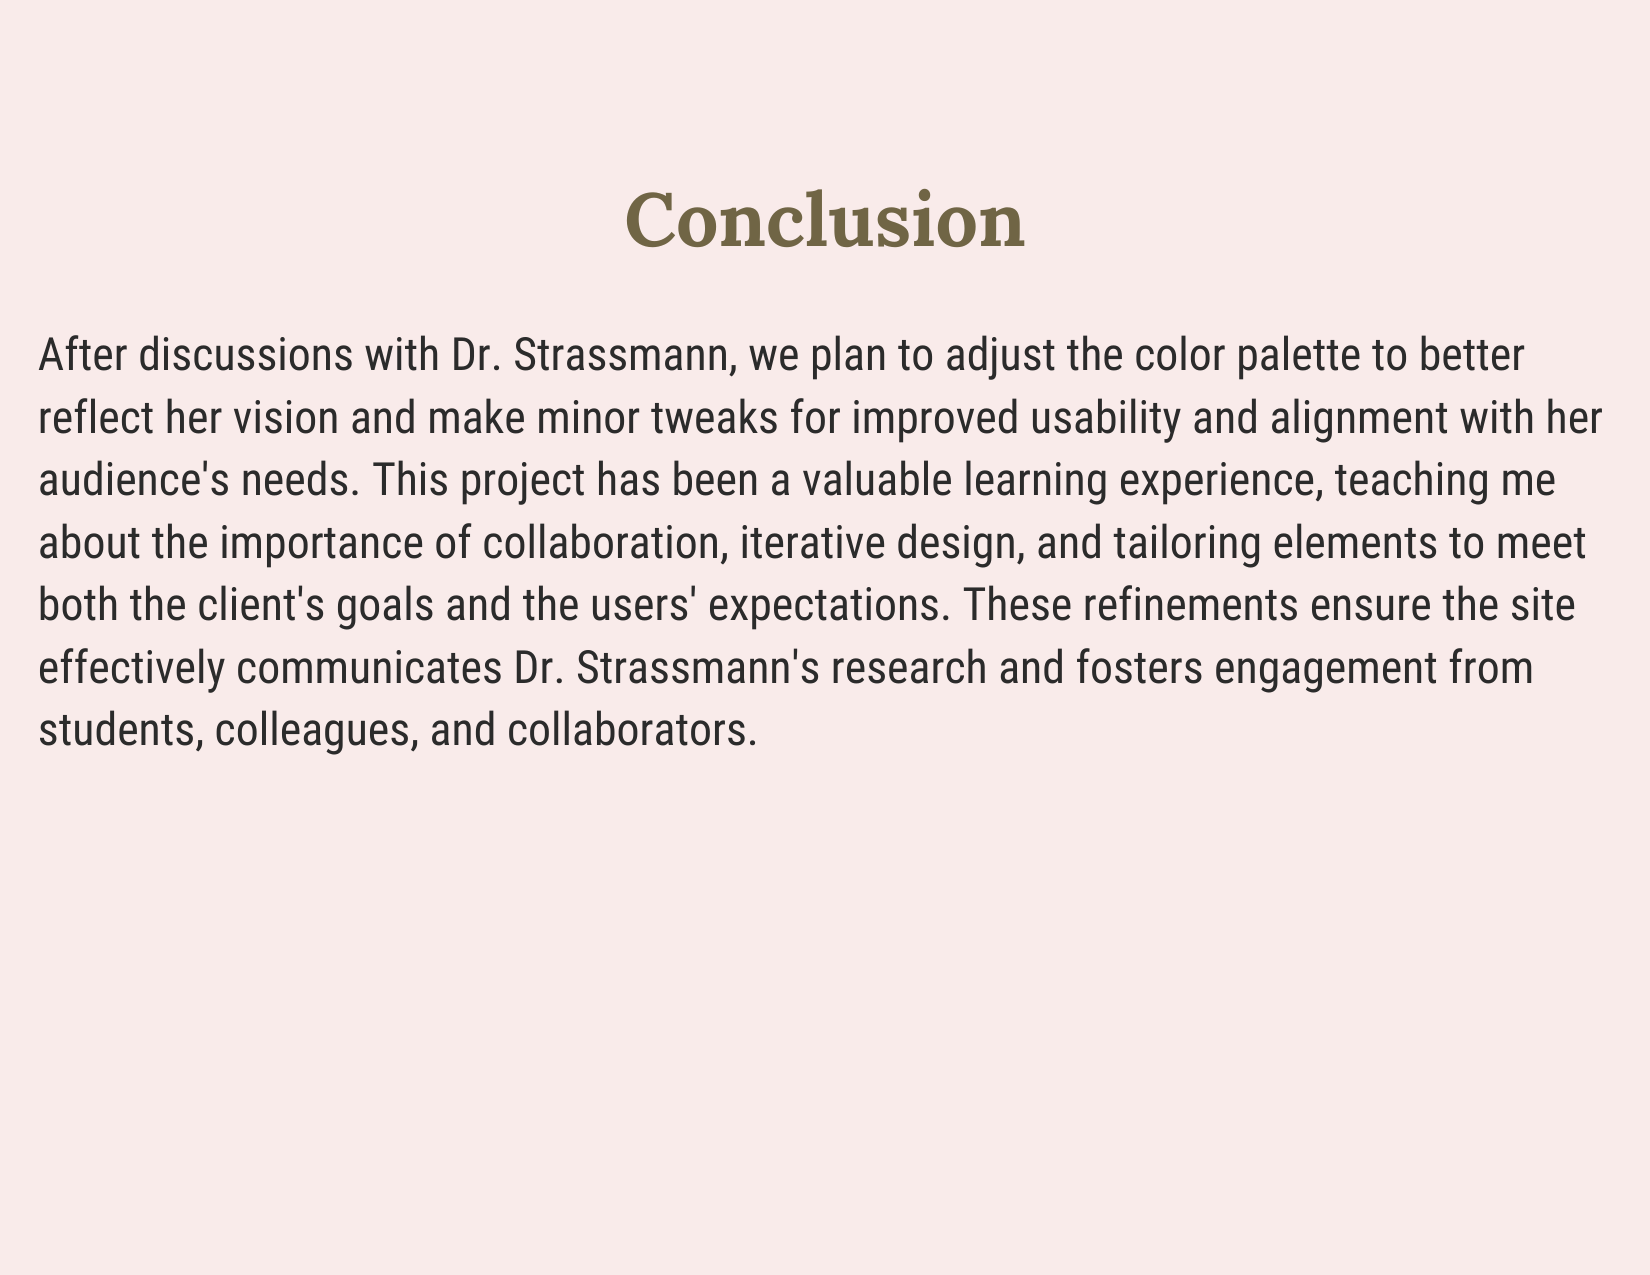 Conclusion
After discussions with Dr. Strassmann, we plan to adjust the color palette to better
reflect her vision and make minor tweaks for improved usability and alignment with her
audience's needs. This project has been a valuable learning experience, teaching me
about the importance of collaboration, iterative design, and tailoring elements to meet
both the client's goals and the users' expectations. These refinements ensure the site
effectively communicates Dr. Strassmann's research and fosters engagement from
students, colleagues, and collaborators.